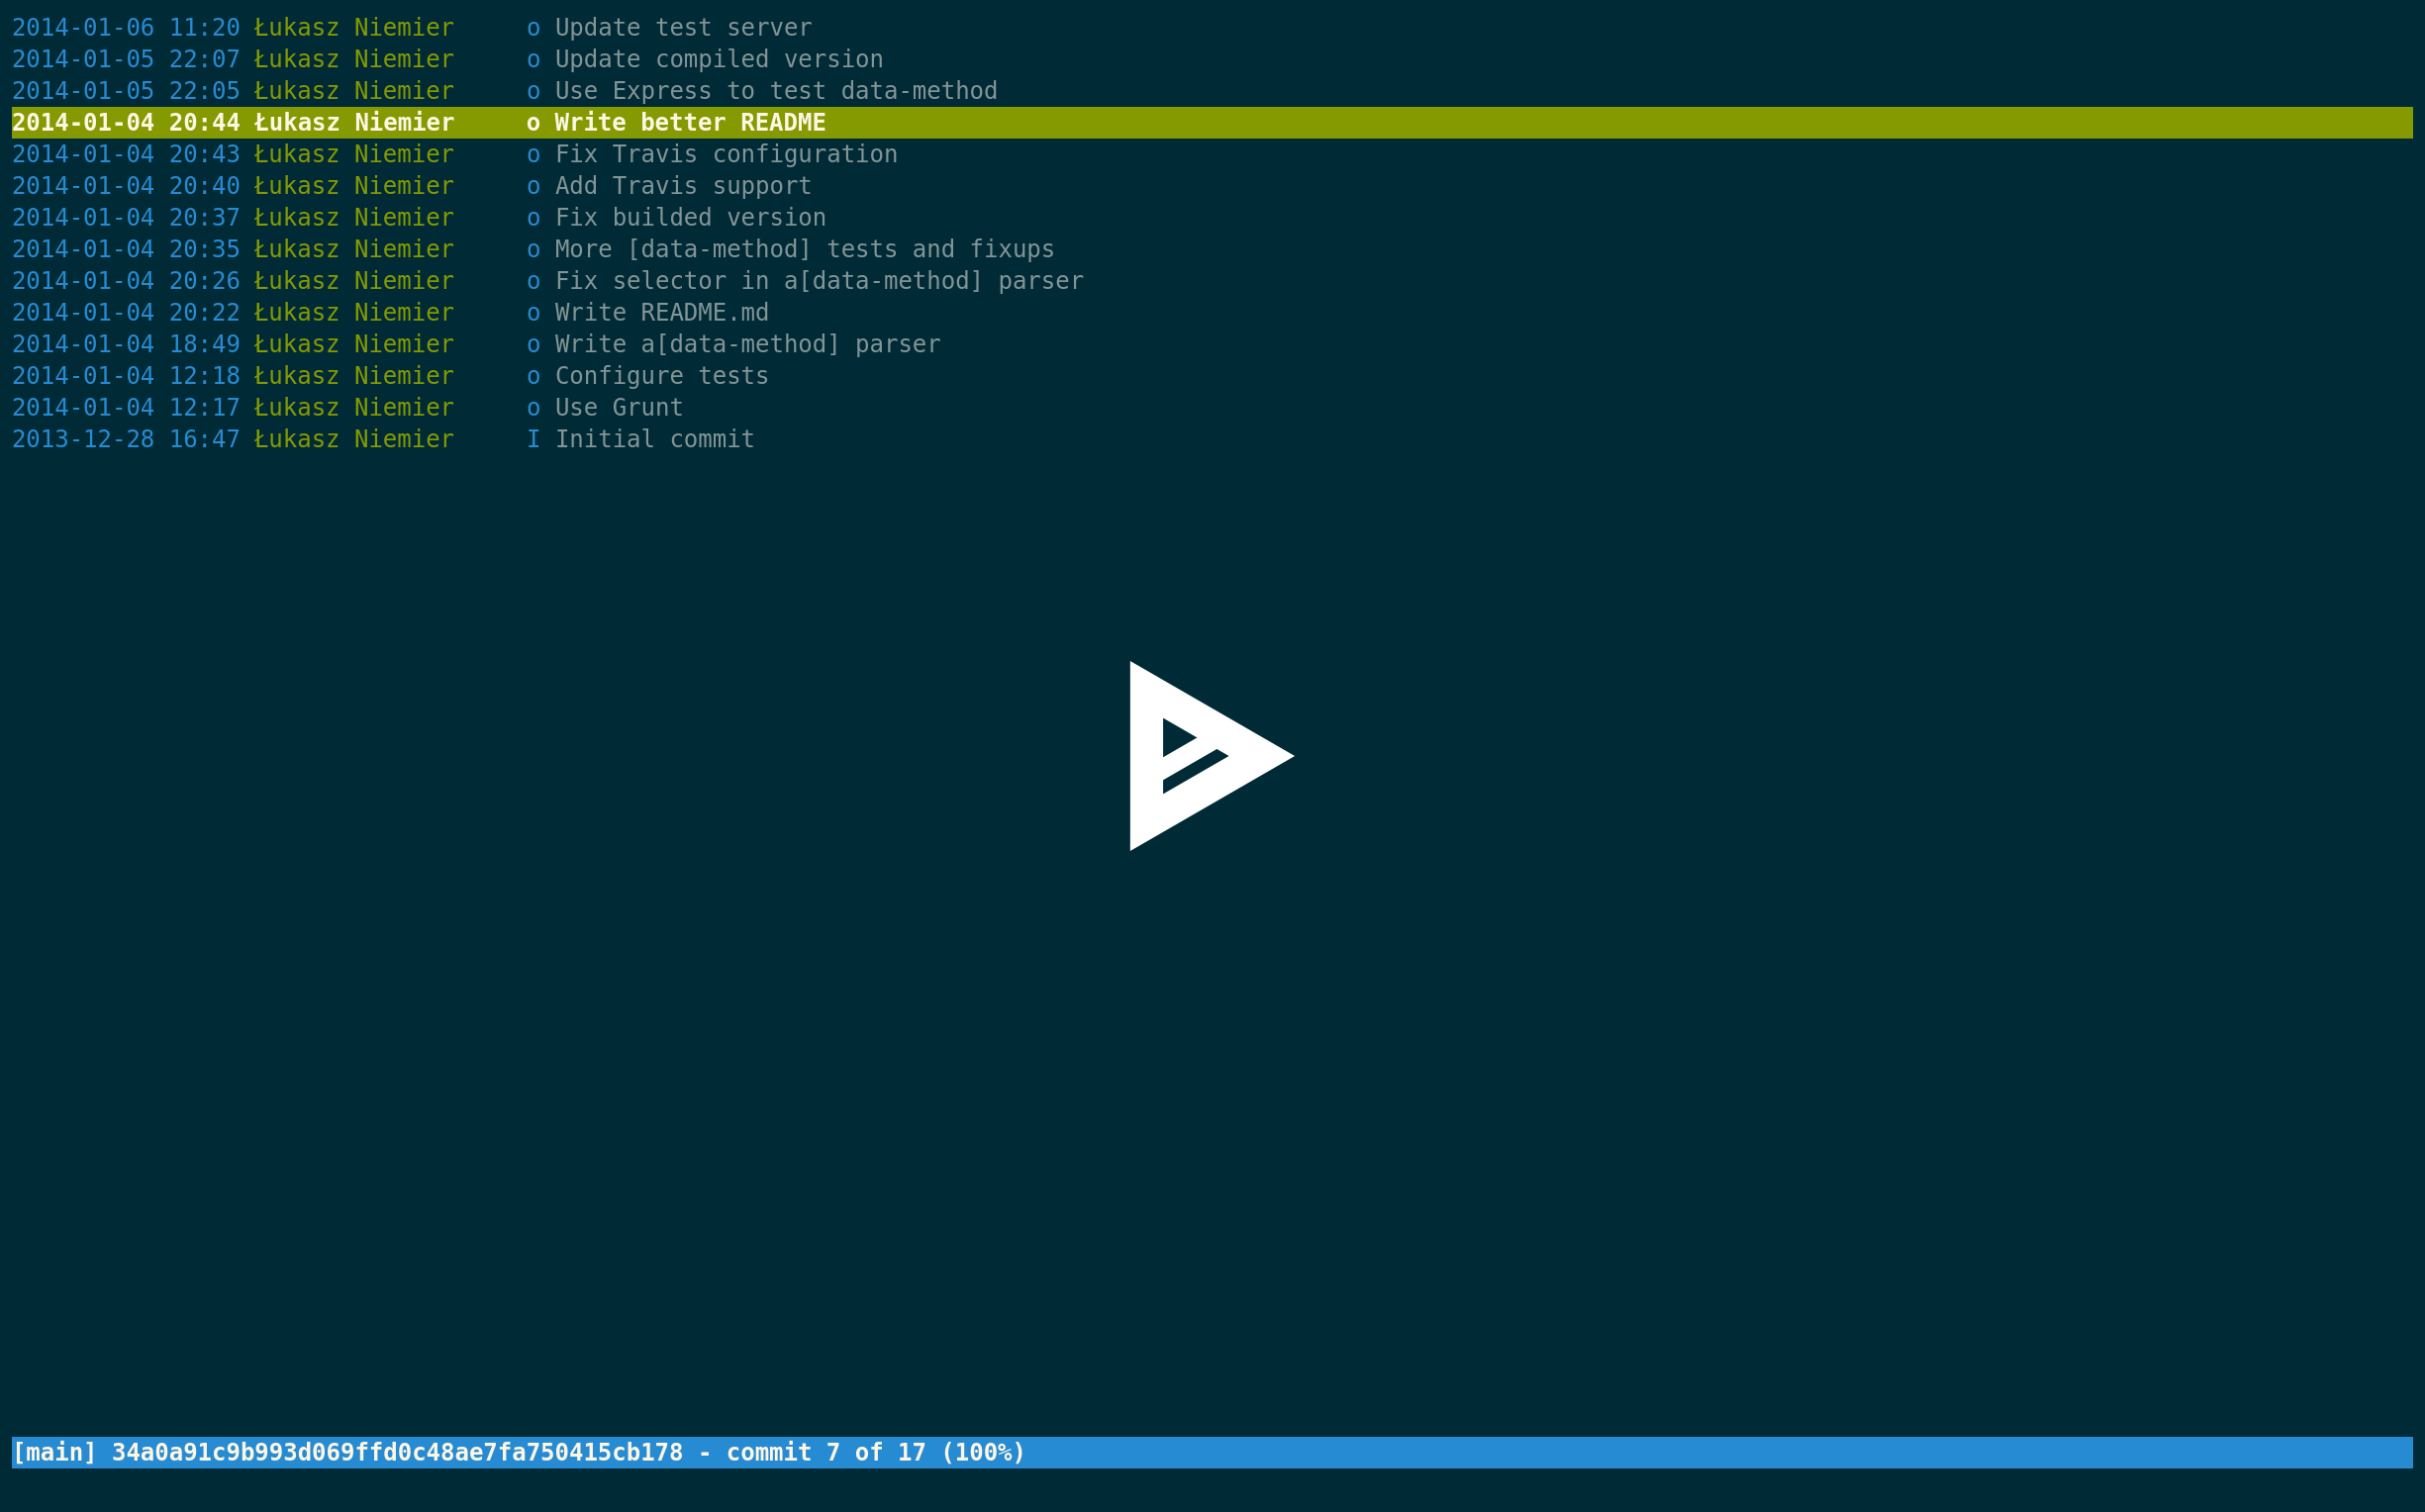 2014-01-06 11:20 Łukasz Niemier     o Update test server
2014-01-05 22:07 Łukasz Niemier     o Update compiled version
2014-01-05 22:05 Łukasz Niemier     o Use Express to test data-method
2014-01-04 20:44 Łukasz Niemier     o Write better README
2014-01-04 20:43 Łukasz Niemier     o Fix Travis configuration
2014-01-04 20:40 Łukasz Niemier     o Add Travis support
2014-01-04 20:37 Łukasz Niemier     o Fix builded version
2014-01-04 20:35 Łukasz Niemier     o More [data-method] tests and fixups
2014-01-04 20:26 Łukasz Niemier     o Fix selector in a[data-method] parser
2014-01-04 20:22 Łukasz Niemier     o Write README.md
2014-01-04 18:49 Łukasz Niemier     o Write a[data-method] parser
2014-01-04 12:18 Łukasz Niemier     o Configure tests
2014-01-04 12:17 Łukasz Niemier     o Use Grunt
2013-12-28 16:47 Łukasz Niemier     I Initial commit
[main] 34a0a91c9b993d069ffd0c48ae7fa750415cb178 - commit 7 of 17 (100%)